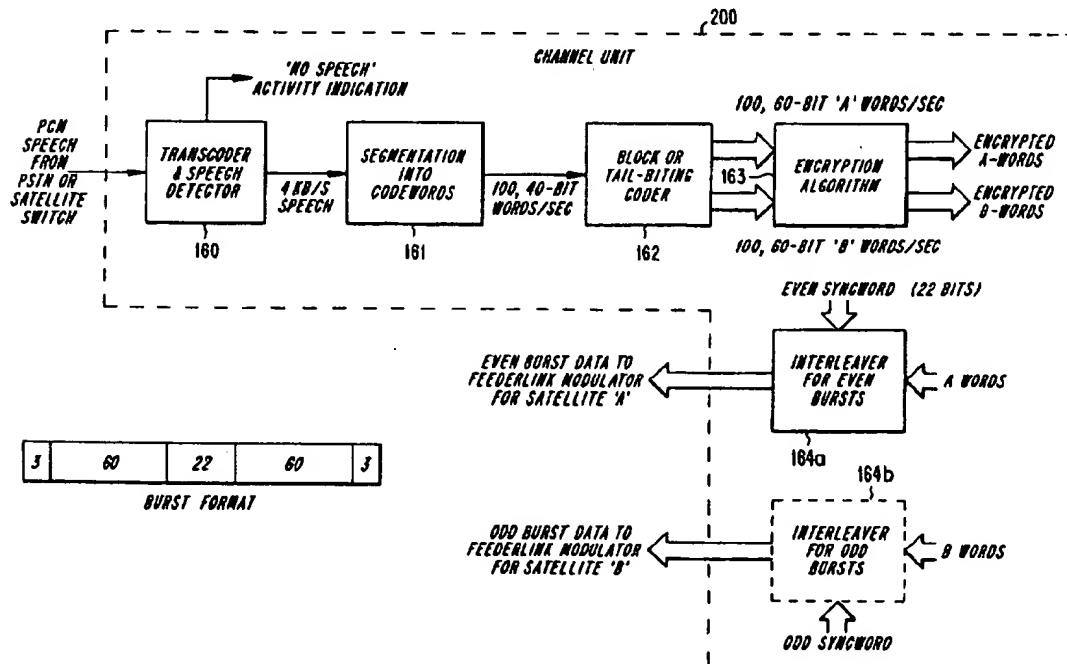 200
CHANNEL UNIT
'NO SPEECH'
ACTIVITY INDICATION
PCM
SPEECH
FROM
PSTN OR
SATELLITE
SWITCH
TRANSCODER
& SPEECH
DETECTOR
160
4 KB/S
SPEECH
SEGMENTATION
INTO
CODEWORDS
161
100, 40-BIT
WORDS/SEC
BLOCK OR
TAIL-BITING
CODER
162
100, 60-BIT 'A' WORDS/SEC
163
ENCRYPTION
ALGORITHM
100, 60-BIT 'B' WORDS/SEC
ENCRYPTED
A-WORDS
ENCRYPTED
B-WORDS
EVEN SYNCWORD (22 BITS)
EVEN BURST DATA TO
FEEDERLINK MODULATOR
FOR SATELLITE 'A'
INTERLEAVER
FOR EVEN
BURSTS
A WORDS
164a
3 60 22 60 3
BURST FORMAT
164b
ODD BURST DATA TO
FEEDERLINK MODULATOR
FOR SATELLITE 'B'
INTERLEAVER
FOR ODD
BURSTS
B WORDS
ODD SYNCWORD